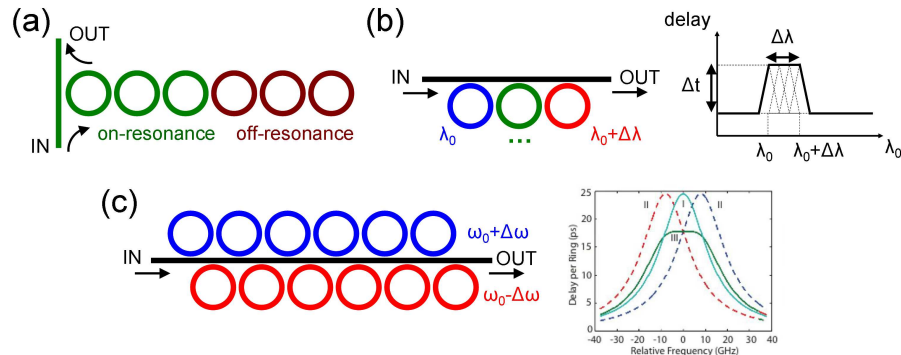 (a)
OUT
IN
on-resonance
off-resonance
(b)
IN
OUT
λ0
...
λ0+Δλ
delay
Δλ
Δt
λ0
λ0+Δλ
λ0
(c)
ω0+Δω
IN
OUT
ω0-Δω
Delay per Ring (ps)
25
20
15
10
5
0
II
I
II
III
-40
-30
-20
-10
0
10
20
30
40
Relative Frequency (GHz)